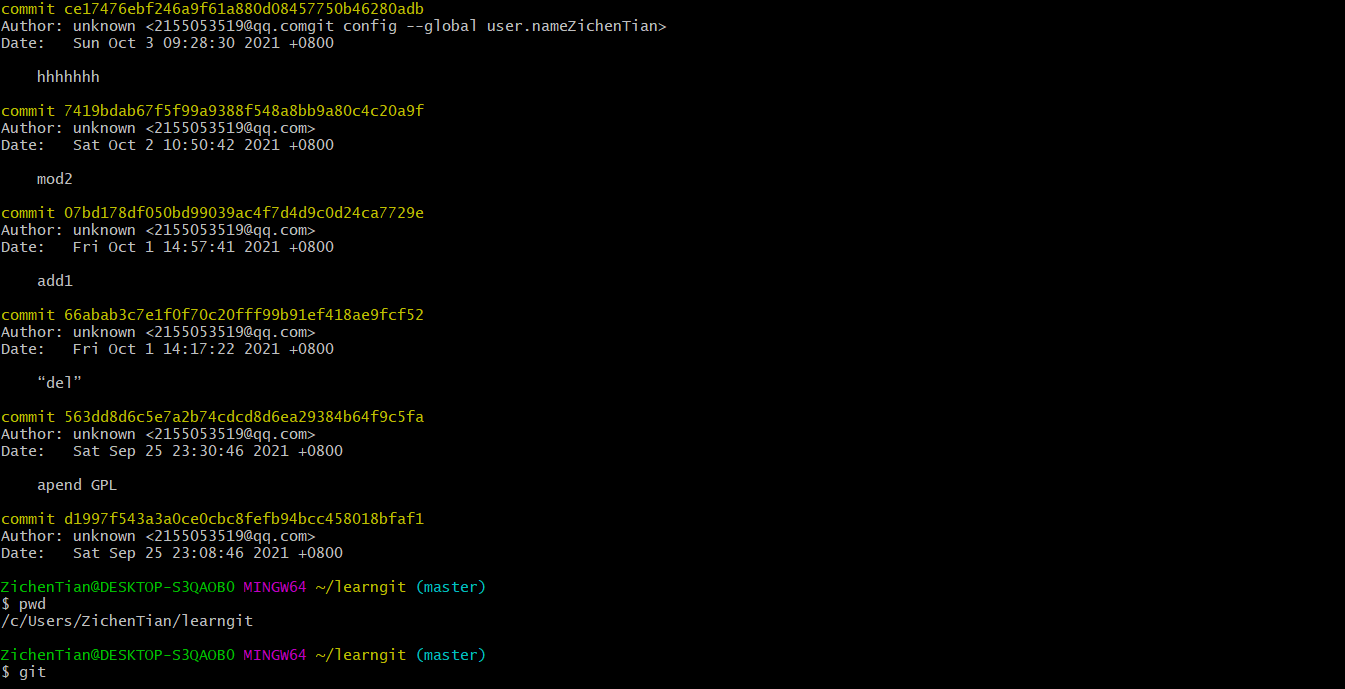 commit ce17476ebf246a9f61a880d08457750b46280adb
Author: unknown <2155053519@qq.comgit config --global user.nameZichenTian>
Date:   Sun Oct 3 09:28:30 2021 +0800
hhhhhhh
commit 7419bdab67f5f99a9388f548a8bb9a80c4c20a9f
Author: unknown <2155053519@qq.com>
Date:   Sat Oct 2 10:50:42 2021 +0800
mod2
commit 07bd178df050bd99039ac4f7d4d9c0d24ca7729e
Author: unknown <2155053519@qq.com>
Date:   Fri Oct 1 14:57:41 2021 +0800
add1
commit 66abab3c7e1f0f70c20fff99b91ef418ae9fcf52
Author: unknown <2155053519@qq.com>
Date:   Fri Oct 1 14:17:22 2021 +0800
“del”
commit 563dd8d6c5e7a2b74cdcd8d6ea29384b64f9c5fa
Author: unknown <2155053519@qq.com>
Date:   Sat Sep 25 23:30:46 2021 +0800
apend GPL
commit d1997f543a3a0ce0cbc8fefb94bcc458018bfaf1
Author: unknown <2155053519@qq.com>
Date:   Sat Sep 25 23:08:46 2021 +0800
ZichenTian@DESKTOP-S3QAOB0 MINGW64 ~/learngit (master)
$ pwd
/c/Users/ZichenTian/learngit
ZichenTian@DESKTOP-S3QAOB0 MINGW64 ~/learngit (master)
$ git